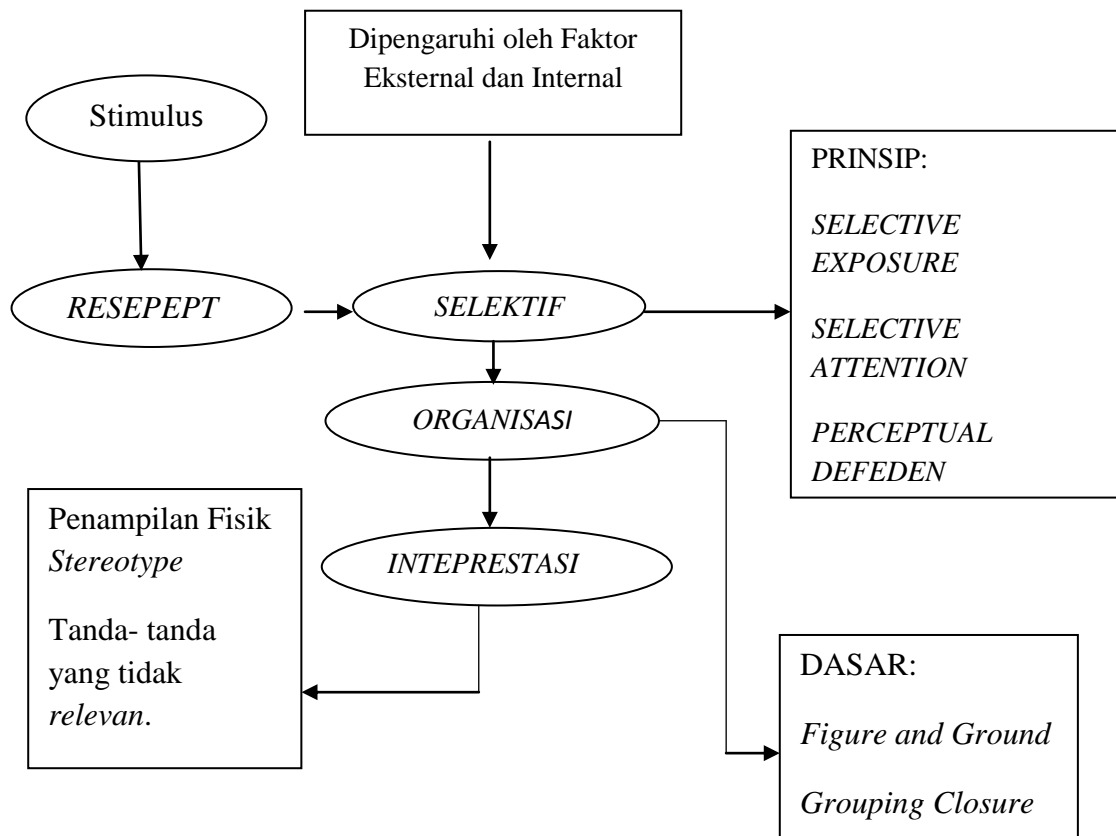 Dipengaruhi oleh Faktor
Eksternal dan Internal
Stimulus
PRINSIP:
SELECTIVE
EXPOSURE
SELECTIVE
ATTENTION
PERCEPTUAL
DEFEDEN
RESEPEPT
SELEKTIF
ORGANISASI
INTEPRESTASI
Penampilan Fisik
Stereotype
Tanda- tanda
yang tidak
relevan.
DASAR:
Figure and Ground
Grouping Closure